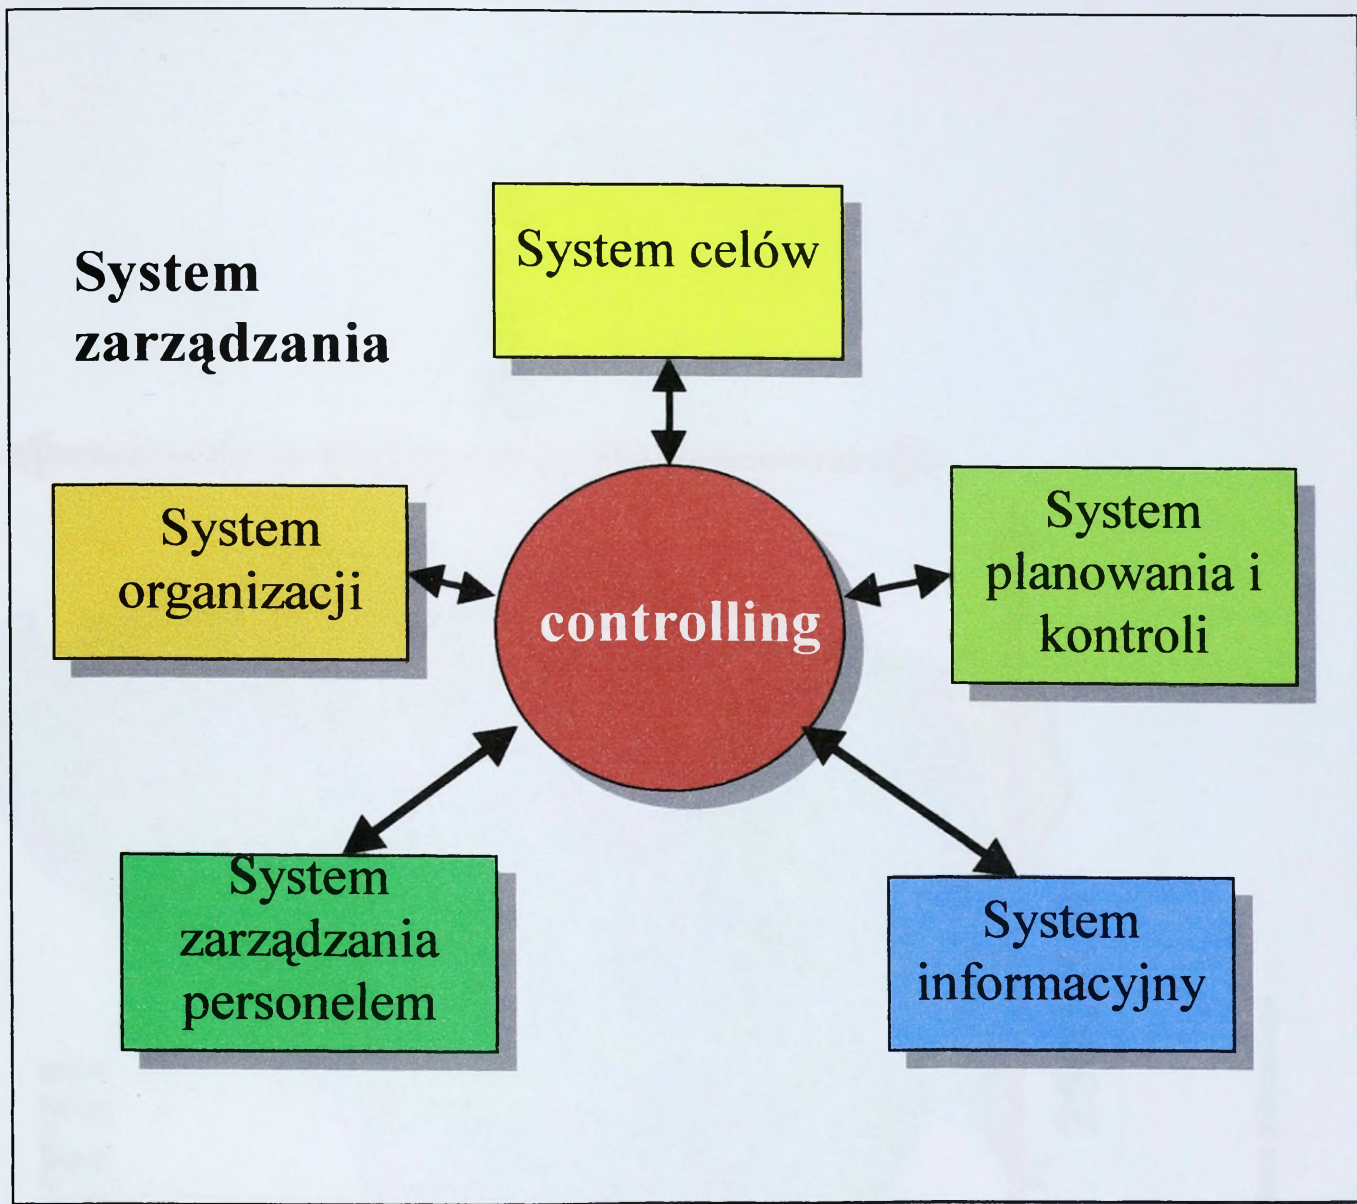 System
zarządzania
System celów
System
organizacji
controlling
System
planowania i
kontroli
System
zarządzania
personelem
System
informacyjny